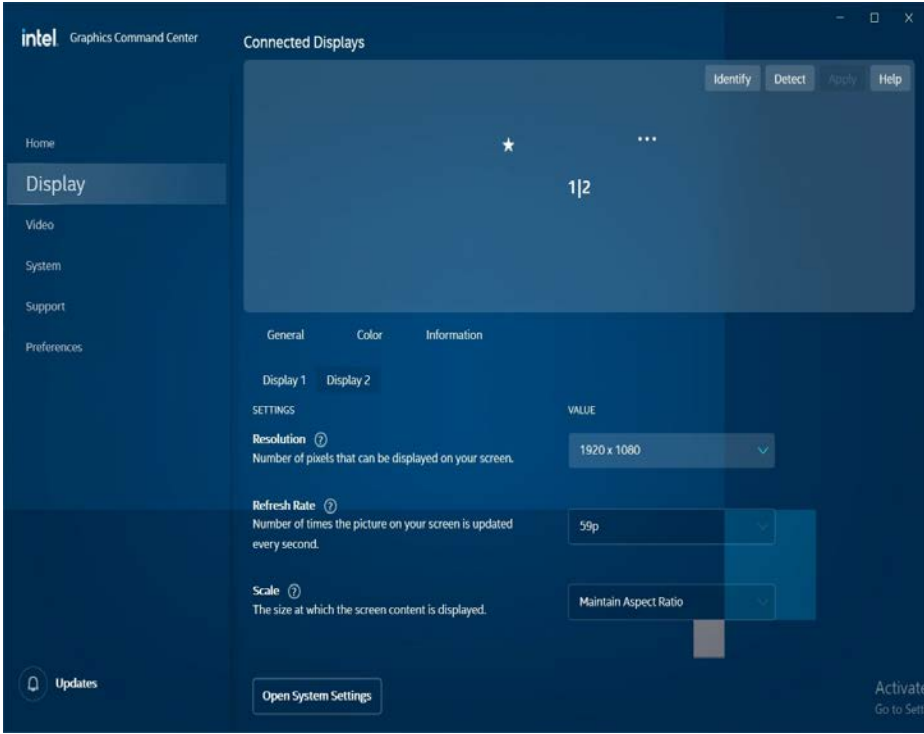 intel. Graphics Command Center
Connected Displays
Identify Detect Apply Help
Home
Display
Video
System
Support
Preferences
1|2
General Color Information
Display 1 Display 2
SETTINGS VALUE
Resolution ?
Number of pixels that can be displayed on your screen.
1920 x 1080
Refresh Rate ?
Number of times the picture on your screen is updated
every second.
59p
Scale ?
The size at which the screen content is displayed.
Maintain Aspect Ratio
Updates
Open System Settings
Activate
Go to Sett